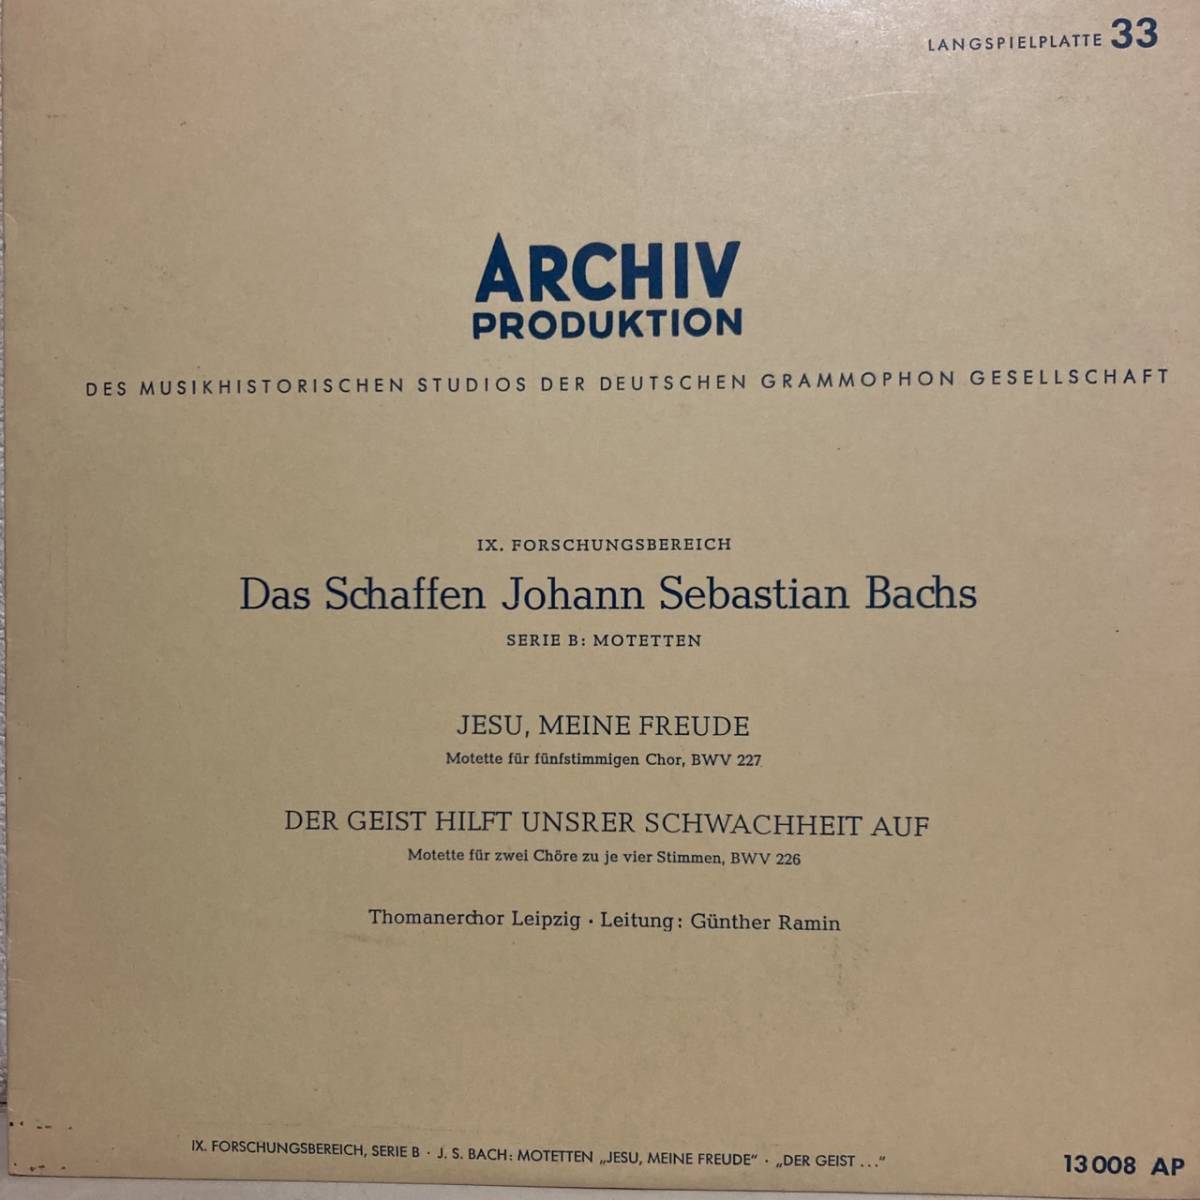 LANGSPIELPLATTE 33
ARCHIV
PRODUKTION
DES MUSIKHISTORISCHEN STUDIOS DER DEUTSCHEN GRAMMOPHON GESELLSCHAFT
IX. FORSCHUNGSBEREICH
Das Schaffen Johann Sebastian Bachs
SERIE B: MOTETTEN
JESU, MEINE FREUDE
Motette für fünfstimmigen Chor, BWV 227
DER GEIST HILFT UNSRER SCHWACHHEIT AUF
Motette für zwei Chöre zu je vier Stimmen, BWV 226
Thomanerchor Leipzig · Leitung: Günther Ramin
IX. FORSCHUNGSBEREICH, SERIE B · J. S. BACH: MOTETTEN „JESU, MEINE FREUDE" · „DER GEIST ..."
13 008 AP